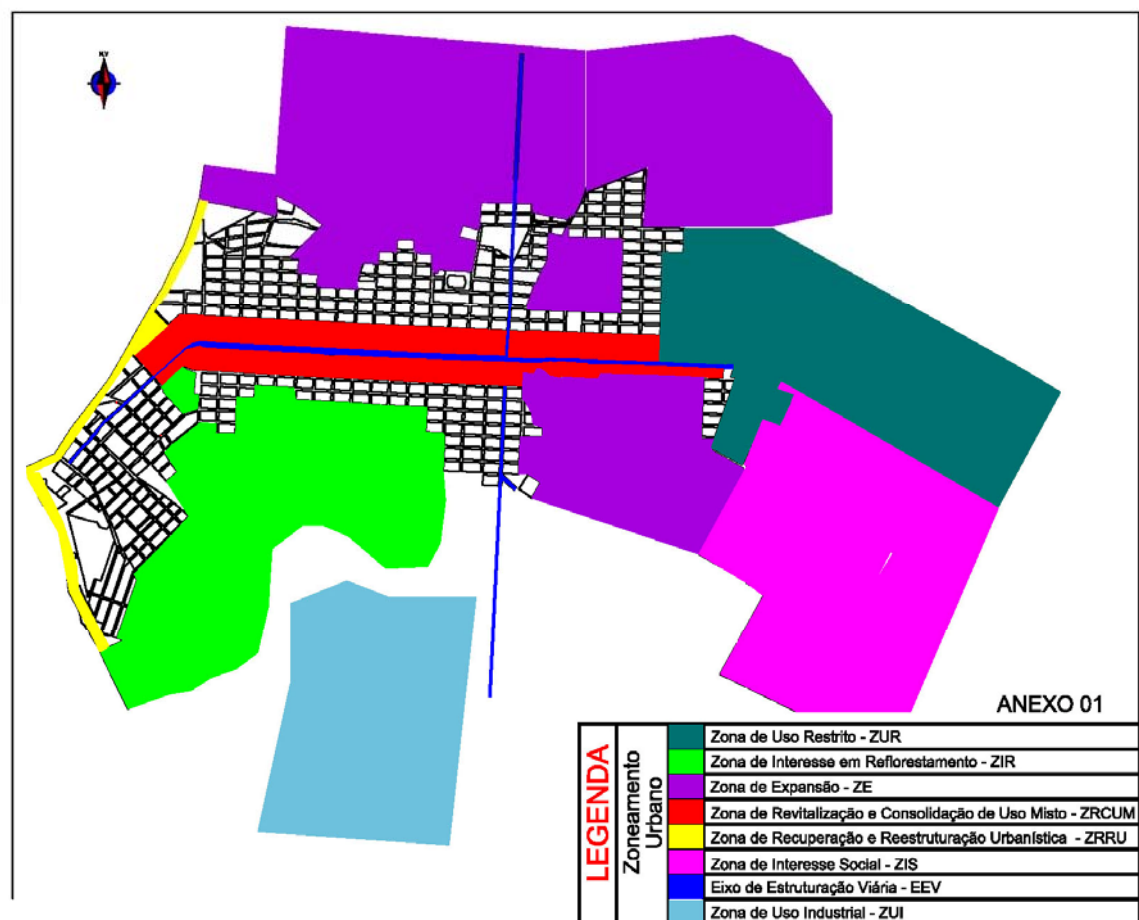 N.V
ANEXO 01
LEGENDA
Zoneamento
Urbano
Zona de Uso Restrito - ZUR
Zona de Interesse em Reflorestamento - ZIR
Zona de Expansão - ZE
Zona de Revitalização e Consolidação de Uso Misto - ZRCUM
Zona de Recuperação e Reestruturação Urbanística - ZRRU
Zona de Interesse Social - ZIS
Eixo de Estruturação Viária - EEV
Zona de Uso Industrial - ZUI